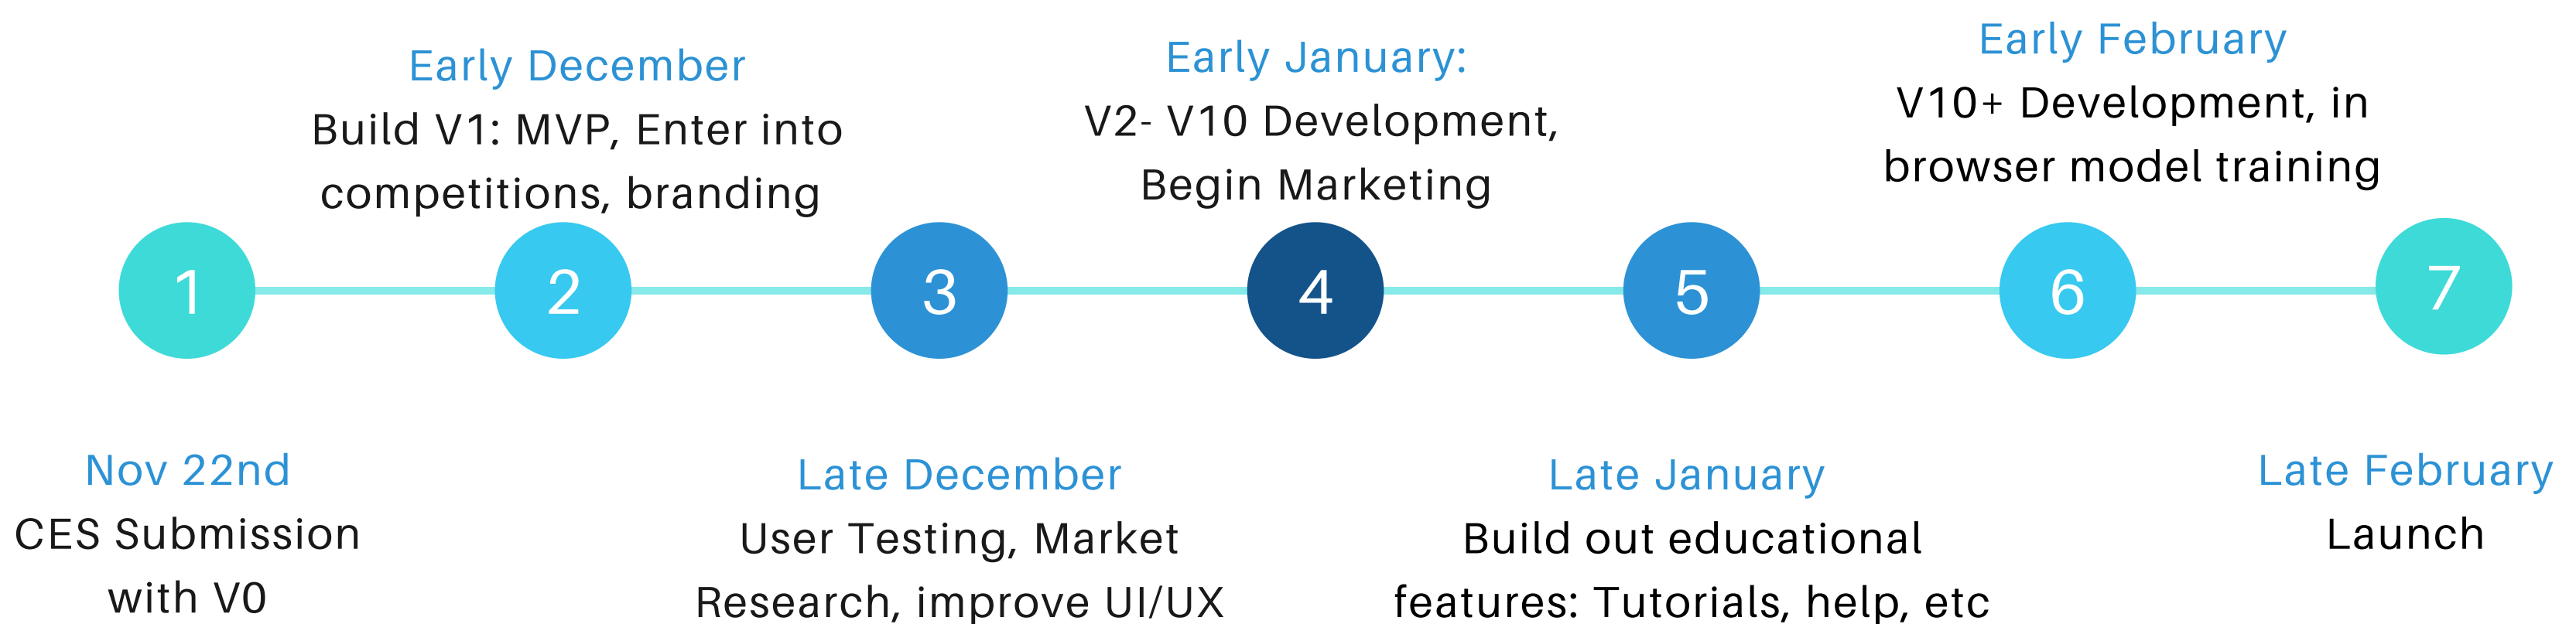 Early December
Build V1: MVP, Enter into
competitions, branding
Early January:
V2- V10 Development,
Begin Marketing
Early February
V10+ Development, in
browser model training
1
2
3
4
5
6
7
Nov 22nd
CES Submission
with V0
Late December
User Testing, Market
Research, improve UI/UX
Late January
Build out educational
features: Tutorials, help, etc
Late February
Launch